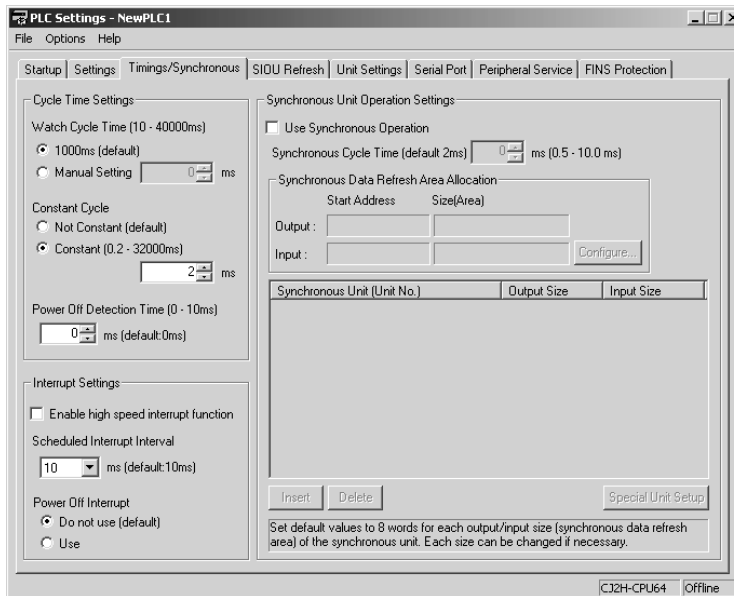 PLC Settings - NewPLC1
File Options Help
Startup Settings Timings/Synchronous SIOU Refresh Unit Settings Serial Port Peripheral Service FINS Protection
Cycle Time Settings
Watch Cycle Time (10 - 40000ms)
1000ms (default)
Manual Setting 0 ms
Constant Cycle
Not Constant (default)
Constant (0.2 - 32000ms)
2 ms
Power Off Detection Time (0 - 10ms)
0 ms (default:0ms)
Interrupt Settings
Enable high speed interrupt function
Scheduled Interrupt Interval
10 ms (default:10ms)
Power Off Interrupt
Do not use (default)
Use
Synchronous Unit Operation Settings
Use Synchronous Operation
Synchronous Cycle Time (default 2ms) 0 ms (0.5 - 10.0 ms)
Synchronous Data Refresh Area Allocation
Start Address Size(Area)
Output :
Input : Configure...
Synchronous Unit (Unit No.) Output Size Input Size
Insert Delete Special Unit Setup
Set default values to 8 words for each output/input size (synchronous data refresh
area) of the synchronous unit. Each size can be changed if necessary.
CJ2H-CPU64 Offline